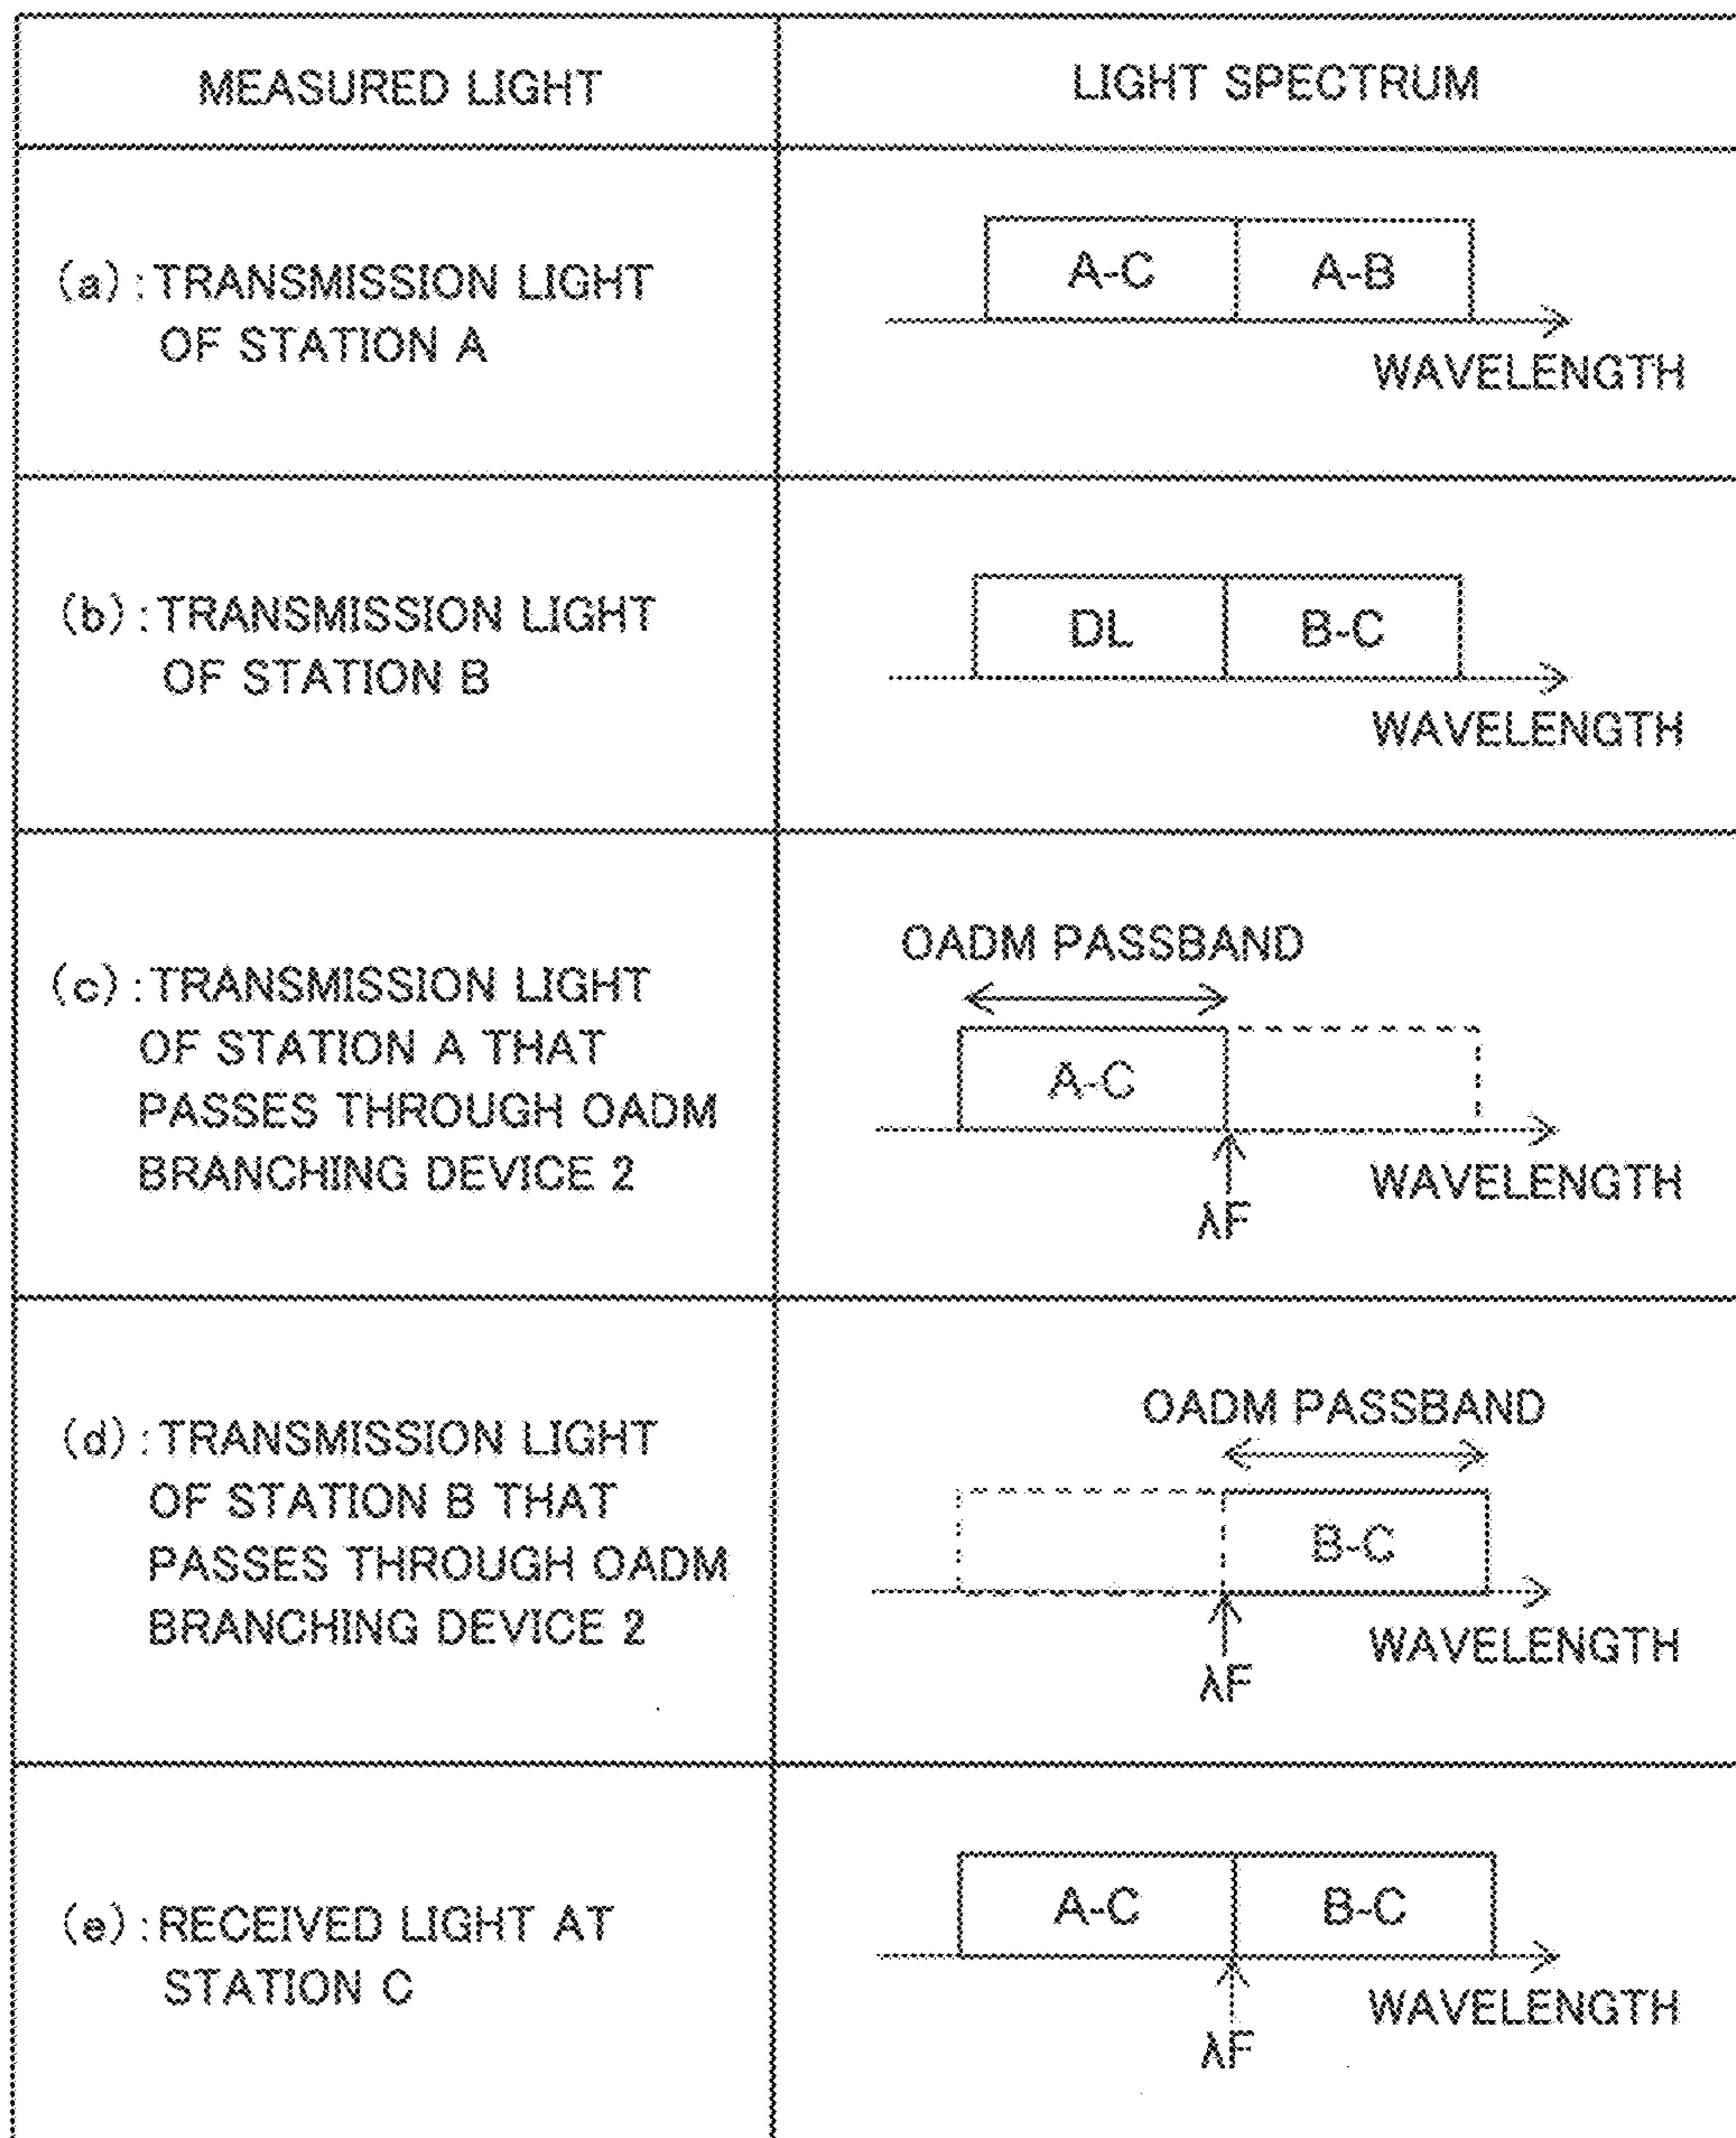 MEASURED LIGHT
LIGHT SPECTRUM
(a) : TRANSMISSION LIGHT
OF STATION A
A-C
A-B
WAVELENGTH
(b) : TRANSMISSION LIGHT
OF STATION B
DL
B-C
WAVELENGTH
(c) : TRANSMISSION LIGHT
OF STATION A THAT
PASSES THROUGH OADM
BRANCHING DEVICE 2
OADM PASSBAND
A-C
WAVELENGTH
λF
(d) : TRANSMISSION LIGHT
OF STATION B THAT
PASSES THROUGH OADM
BRANCHING DEVICE 2
OADM PASSBAND
B-C
WAVELENGTH
λF
(e) : RECEIVED LIGHT AT
STATION C
A-C
B-C
WAVELENGTH
λF